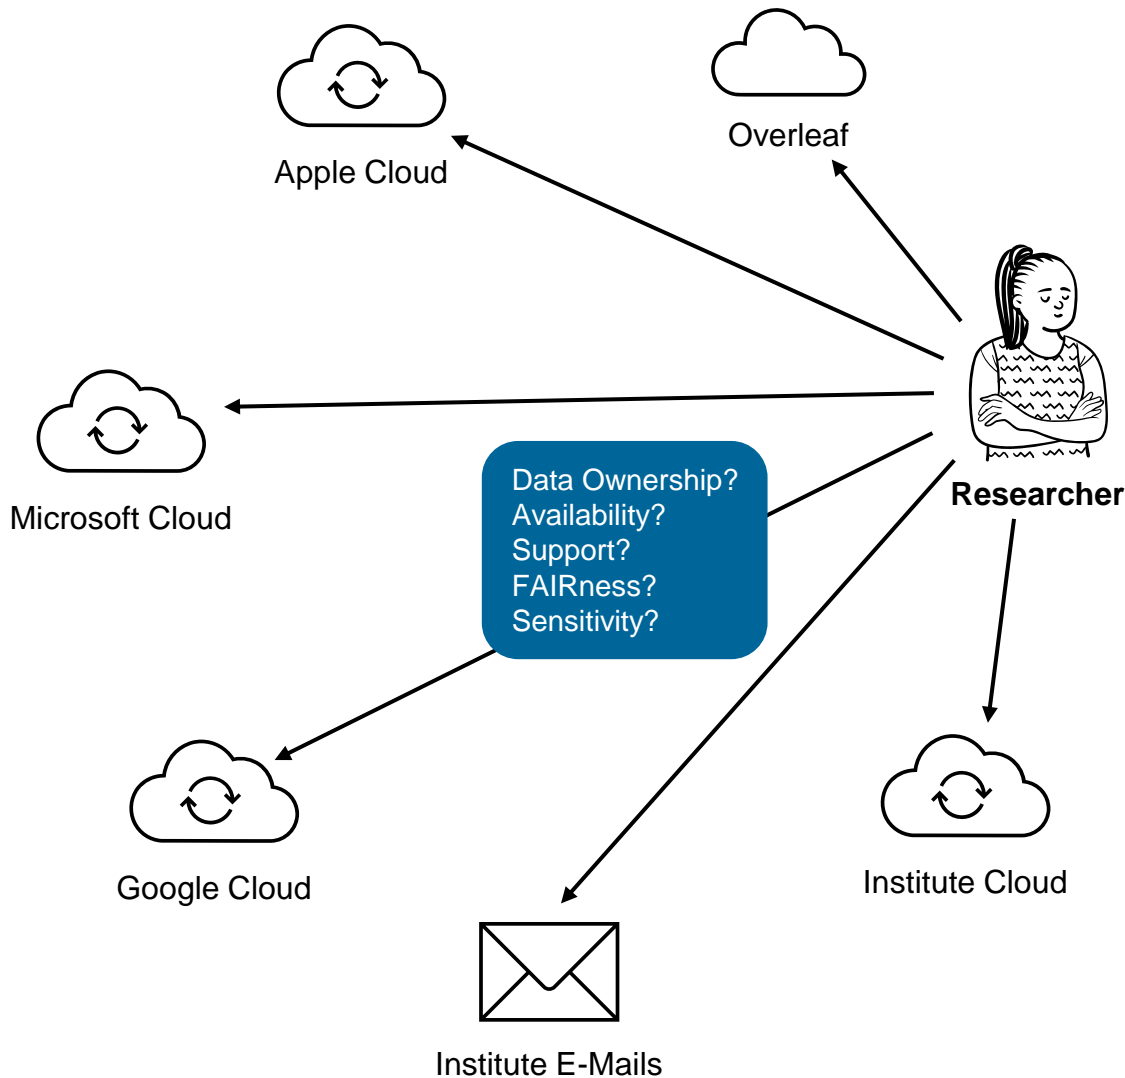 Overleaf
Apple Cloud
Researcher
Microsoft Cloud
Data Ownership?
Availability?
Support?
FAIRness?
Sensitivity?
Google Cloud
Institute Cloud
Institute E-Mails